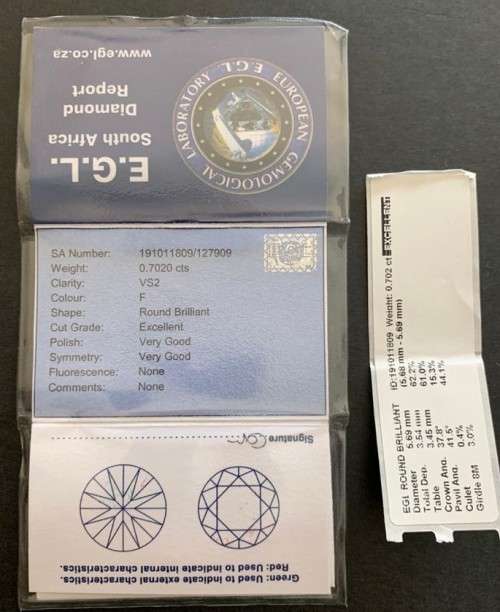 E.G.L.
South Africa
Diamond
Report
www.egl.co.za
E.G.L. EUROPEAN GEMOLOGICAL LABORATORY
SA Number: 191011809/127909
Weight: 0.7020 cts
Clarity: VS2
Colour: F
Shape: Round Brilliant
Cut Grade: Excellent
Polish: Very Good
Symmetry: Very Good
Fluorescence: None
Comments: None
Signature
Red: Used to indicate internal characteristics.
Green: Used to indicate external characteristics.
EGL ROUND BRILLIANT ID:191011809 Weight: 0.702 ct EXCELLENT
Diameter 5.69 mm (5.68 mm - 5.69 mm)
Total Dep. 3.54 mm 62.2%
Table 3.45 mm 61.0%
Crown Ang. 37.8° 15.3%
Pavil Ang. 41.5° 44.1%
Culet 0.4%
Girdle 8M 3.0%